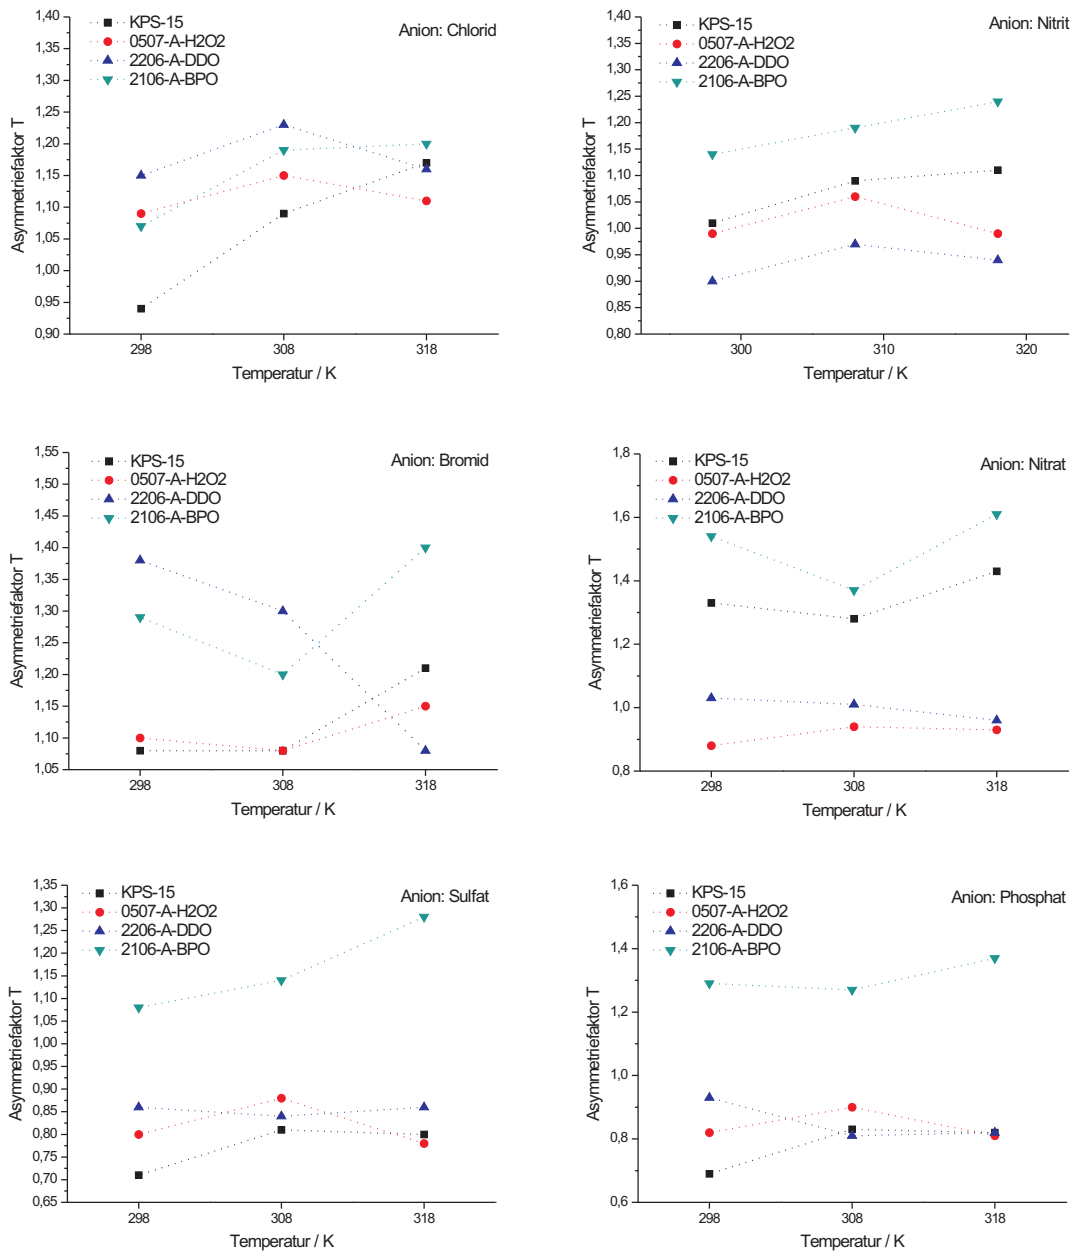 Anion: Chlorid
KPS-15
0507-A-H2O2
2206-A-DDO
2106-A-BPO
Asymmetriefaktor T
1,40
1,35
1,30
1,25
1,20
1,15
1,10
1,05
1,00
0,95
0,90
298
308
318
Temperatur / K
Anion: Nitrit
KPS-15
0507-A-H2O2
2206-A-DDO
2106-A-BPO
Asymmetriefaktor T
1,40
1,35
1,30
1,25
1,20
1,15
1,10
1,05
1,00
0,95
0,90
0,85
0,80
300
310
320
Temperatur / K
Anion: Bromid
KPS-15
0507-A-H2O2
2206-A-DDO
2106-A-BPO
Asymmetriefaktor T
1,55
1,50
1,45
1,40
1,35
1,30
1,25
1,20
1,15
1,10
1,05
298
308
318
Temperatur / K
Anion: Nitrat
KPS-15
0507-A-H2O2
2206-A-DDO
2106-A-BPO
Asymmetriefaktor T
1,8
1,6
1,4
1,2
1,0
0,8
298
308
318
Temperatur / K
Anion: Sulfat
KPS-15
0507-A-H2O2
2206-A-DDO
2106-A-BPO
Asymmetriefaktor T
1,35
1,30
1,25
1,20
1,15
1,10
1,05
1,00
0,95
0,90
0,85
0,80
0,75
0,70
0,65
298
308
318
Temperatur / K
Anion: Phosphat
KPS-15
0507-A-H2O2
2206-A-DDO
2106-A-BPO
Asymmetriefaktor T
1,6
1,4
1,2
1,0
0,8
0,6
298
308
318
Temperatur / K